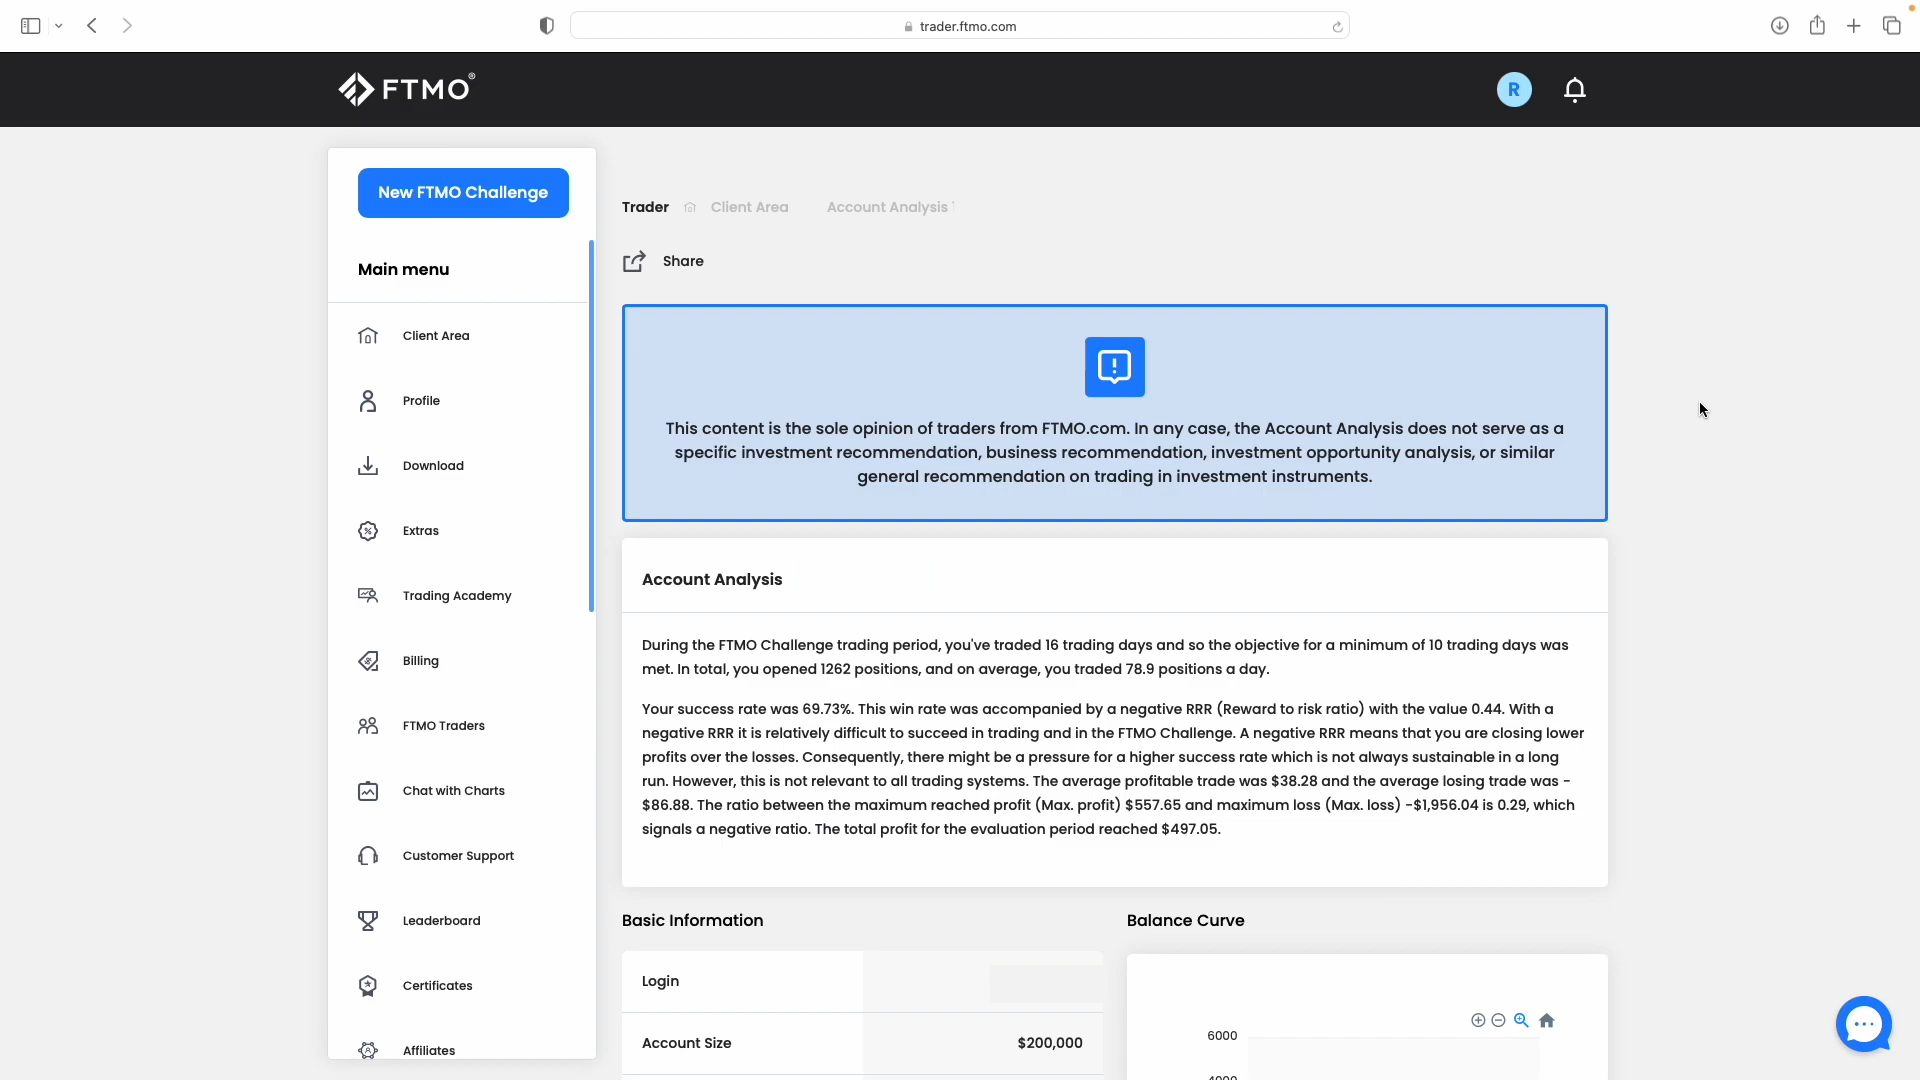 trader.ftmo.com
FTMO®
R
New FTMO Challenge
Main menu
Client Area
Profile
Download
Extras
Trading Academy
Billing
FTMO Traders
Chat with Charts
Customer Support
Leaderboard
Certificates
Affiliates
Trader Client Area Account Analysis
Share
This content is the sole opinion of traders from FTMO.com. In any case, the Account Analysis does not serve as a
specific investment recommendation, business recommendation, investment opportunity analysis, or similar
general recommendation on trading in investment instruments.
Account Analysis
During the FTMO Challenge trading period, you've traded 16 trading days and so the objective for a minimum of 10 trading days was
met. In total, you opened 1262 positions, and on average, you traded 78.9 positions a day.
Your success rate was 69.73%. This win rate was accompanied by a negative RRR (Reward to risk ratio) with the value 0.44. With a
negative RRR it is relatively difficult to succeed in trading and in the FTMO Challenge. A negative RRR means that you are closing lower
profits over the losses. Consequently, there might be a pressure for a higher success rate which is not always sustainable in a long
run. However, this is not relevant to all trading systems. The average profitable trade was $38.28 and the average losing trade was -
$86.88. The ratio between the maximum reached profit (Max. profit) $557.65 and maximum loss (Max. loss) -$1,956.04 is 0.29, which
signals a negative ratio. The total profit for the evaluation period reached $497.05.
Basic Information
Login
Account Size $200,000
Balance Curve
6000
4000